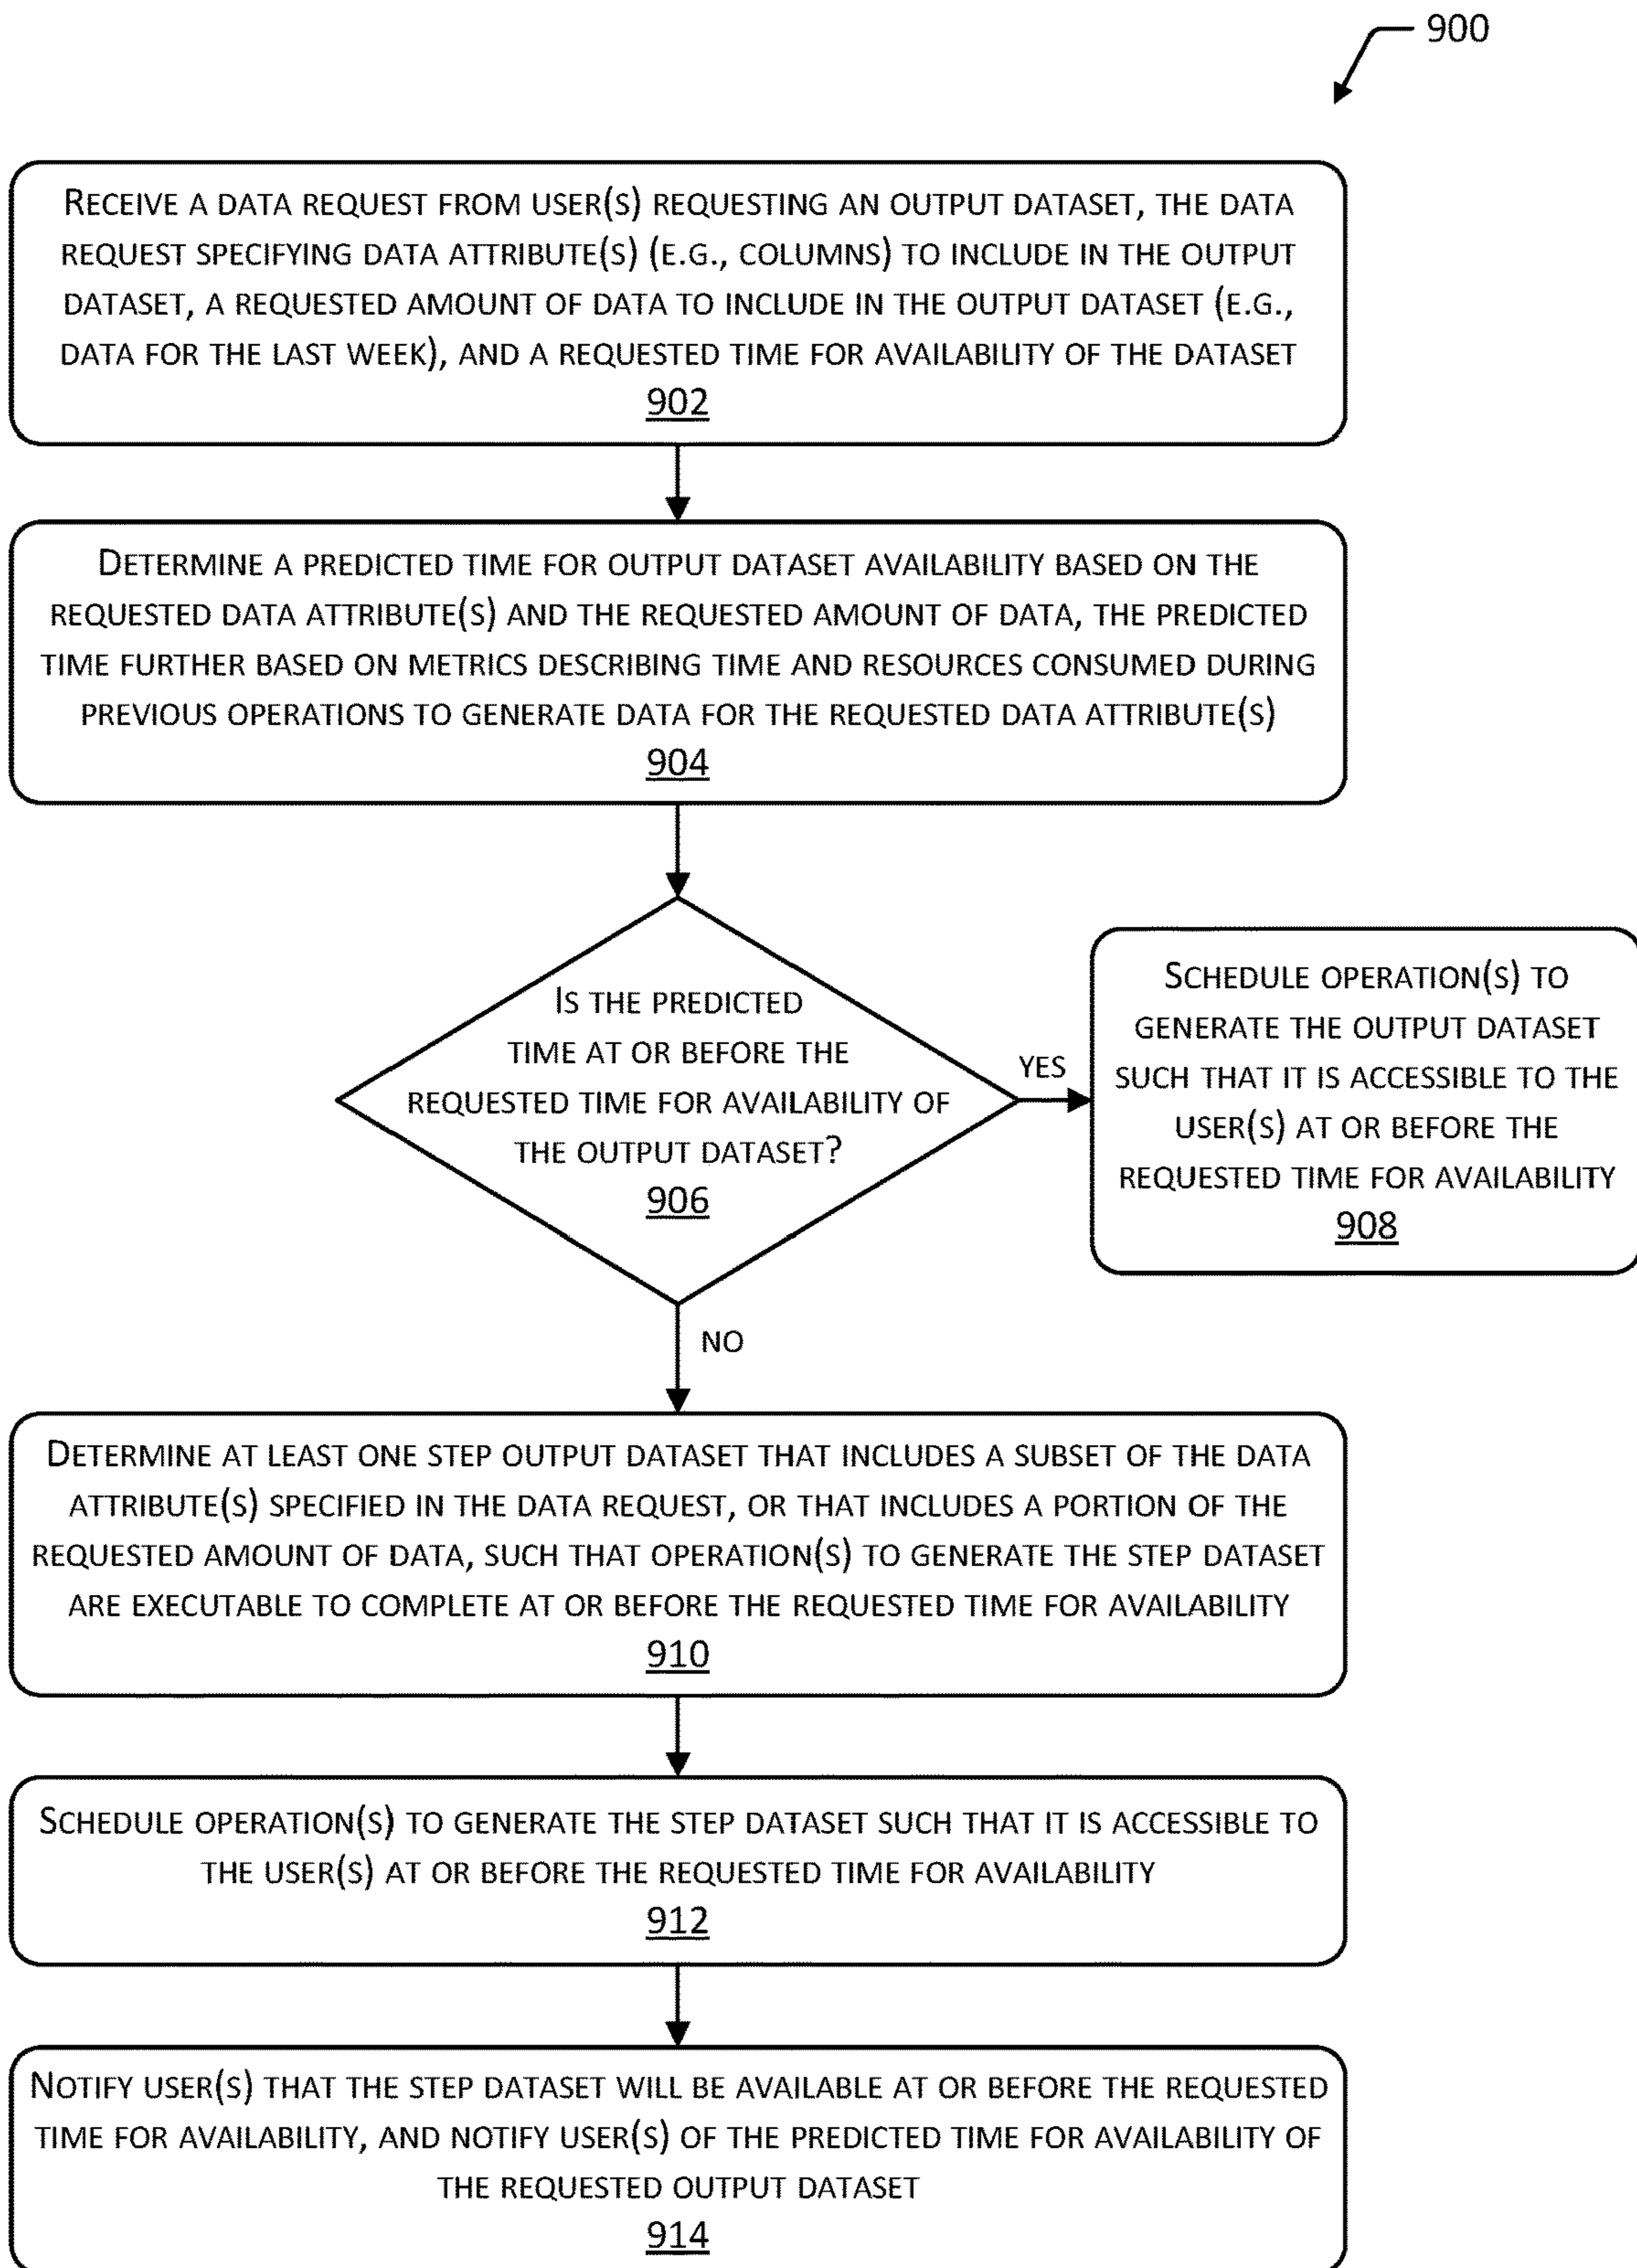 900
RECEIVE A DATA REQUEST FROM USER(S) REQUESTING AN OUTPUT DATASET, THE DATA
REQUEST SPECIFYING DATA ATTRIBUTE(S) (E.G., COLUMNS) TO INCLUDE IN THE OUTPUT
DATASET, A REQUESTED AMOUNT OF DATA TO INCLUDE IN THE OUTPUT DATASET (E.G.,
DATA FOR THE LAST WEEK), AND A REQUESTED TIME FOR AVAILABILITY OF THE DATASET
902
DETERMINE A PREDICTED TIME FOR OUTPUT DATASET AVAILABILITY BASED ON THE
REQUESTED DATA ATTRIBUTE(S) AND THE REQUESTED AMOUNT OF DATA, THE PREDICTED
TIME FURTHER BASED ON METRICS DESCRIBING TIME AND RESOURCES CONSUMED DURING
PREVIOUS OPERATIONS TO GENERATE DATA FOR THE REQUESTED DATA ATTRIBUTE(S)
904
IS THE PREDICTED
TIME AT OR BEFORE THE
REQUESTED TIME FOR AVAILABILITY OF
THE OUTPUT DATASET?
906
YES
SCHEDULE OPERATION(S) TO
GENERATE THE OUTPUT DATASET
SUCH THAT IT IS ACCESSIBLE TO THE
USER(S) AT OR BEFORE THE
REQUESTED TIME FOR AVAILABILITY
908
NO
DETERMINE AT LEAST ONE STEP OUTPUT DATASET THAT INCLUDES A SUBSET OF THE DATA
ATTRIBUTE(S) SPECIFIED IN THE DATA REQUEST, OR THAT INCLUDES A PORTION OF THE
REQUESTED AMOUNT OF DATA, SUCH THAT OPERATION(S) TO GENERATE THE STEP DATASET
ARE EXECUTABLE TO COMPLETE AT OR BEFORE THE REQUESTED TIME FOR AVAILABILITY
910
SCHEDULE OPERATION(S) TO GENERATE THE STEP DATASET SUCH THAT IT IS ACCESSIBLE TO
THE USER(S) AT OR BEFORE THE REQUESTED TIME FOR AVAILABILITY
912
NOTIFY USER(S) THAT THE STEP DATASET WILL BE AVAILABLE AT OR BEFORE THE REQUESTED
TIME FOR AVAILABILITY, AND NOTIFY USER(S) OF THE PREDICTED TIME FOR AVAILABILITY OF
THE REQUESTED OUTPUT DATASET
914